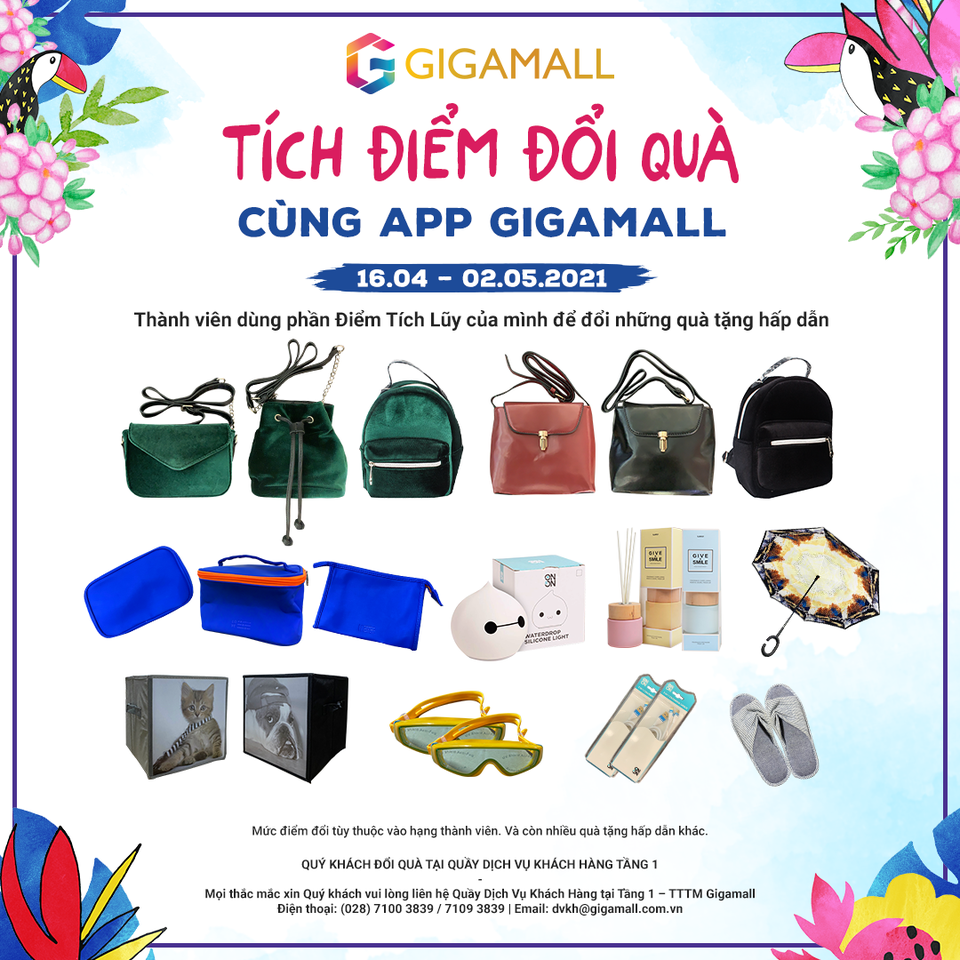 GIGAMALL
TÍCH ĐIỂM ĐỔI QUÀ
CÙNG APP GIGAMALL
16.04 – 02.05.2021
Thành viên dùng phần Điểm Tích Lũy của mình để đổi những quà tặng hấp dẫn
ON
ON
WATERDROP
SILICONE LIGHT
GIVE
SMILE
GIVE
SMILE
Mức điểm đổi tùy thuộc vào hạng thành viên. Và còn nhiều quà tặng hấp dẫn khác.
QUÝ KHÁCH ĐỔI QUÀ TẠI QUẦY DỊCH VỤ KHÁCH HÀNG TẦNG 1
-
Mọi thắc mắc xin Quý khách vui lòng liên hệ Quầy Dịch Vụ Khách Hàng tại Tầng 1 – TTTM Gigamall
Điện thoại: (028) 7100 3839 / 7109 3839 | Email: dvkh@gigamall.com.vn